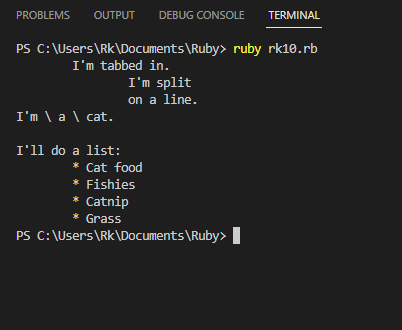 PROBLEMS OUTPUT DEBUG CONSOLE TERMINAL
PS C:\Users\Rk\Documents\Ruby> ruby rk10.rb
        I'm tabbed in.
                I'm split
                on a line.
I'm \ a \ cat.

I'll do a list:
        * Cat food
        * Fishies
        * Catnip
        * Grass
PS C:\Users\Rk\Documents\Ruby>